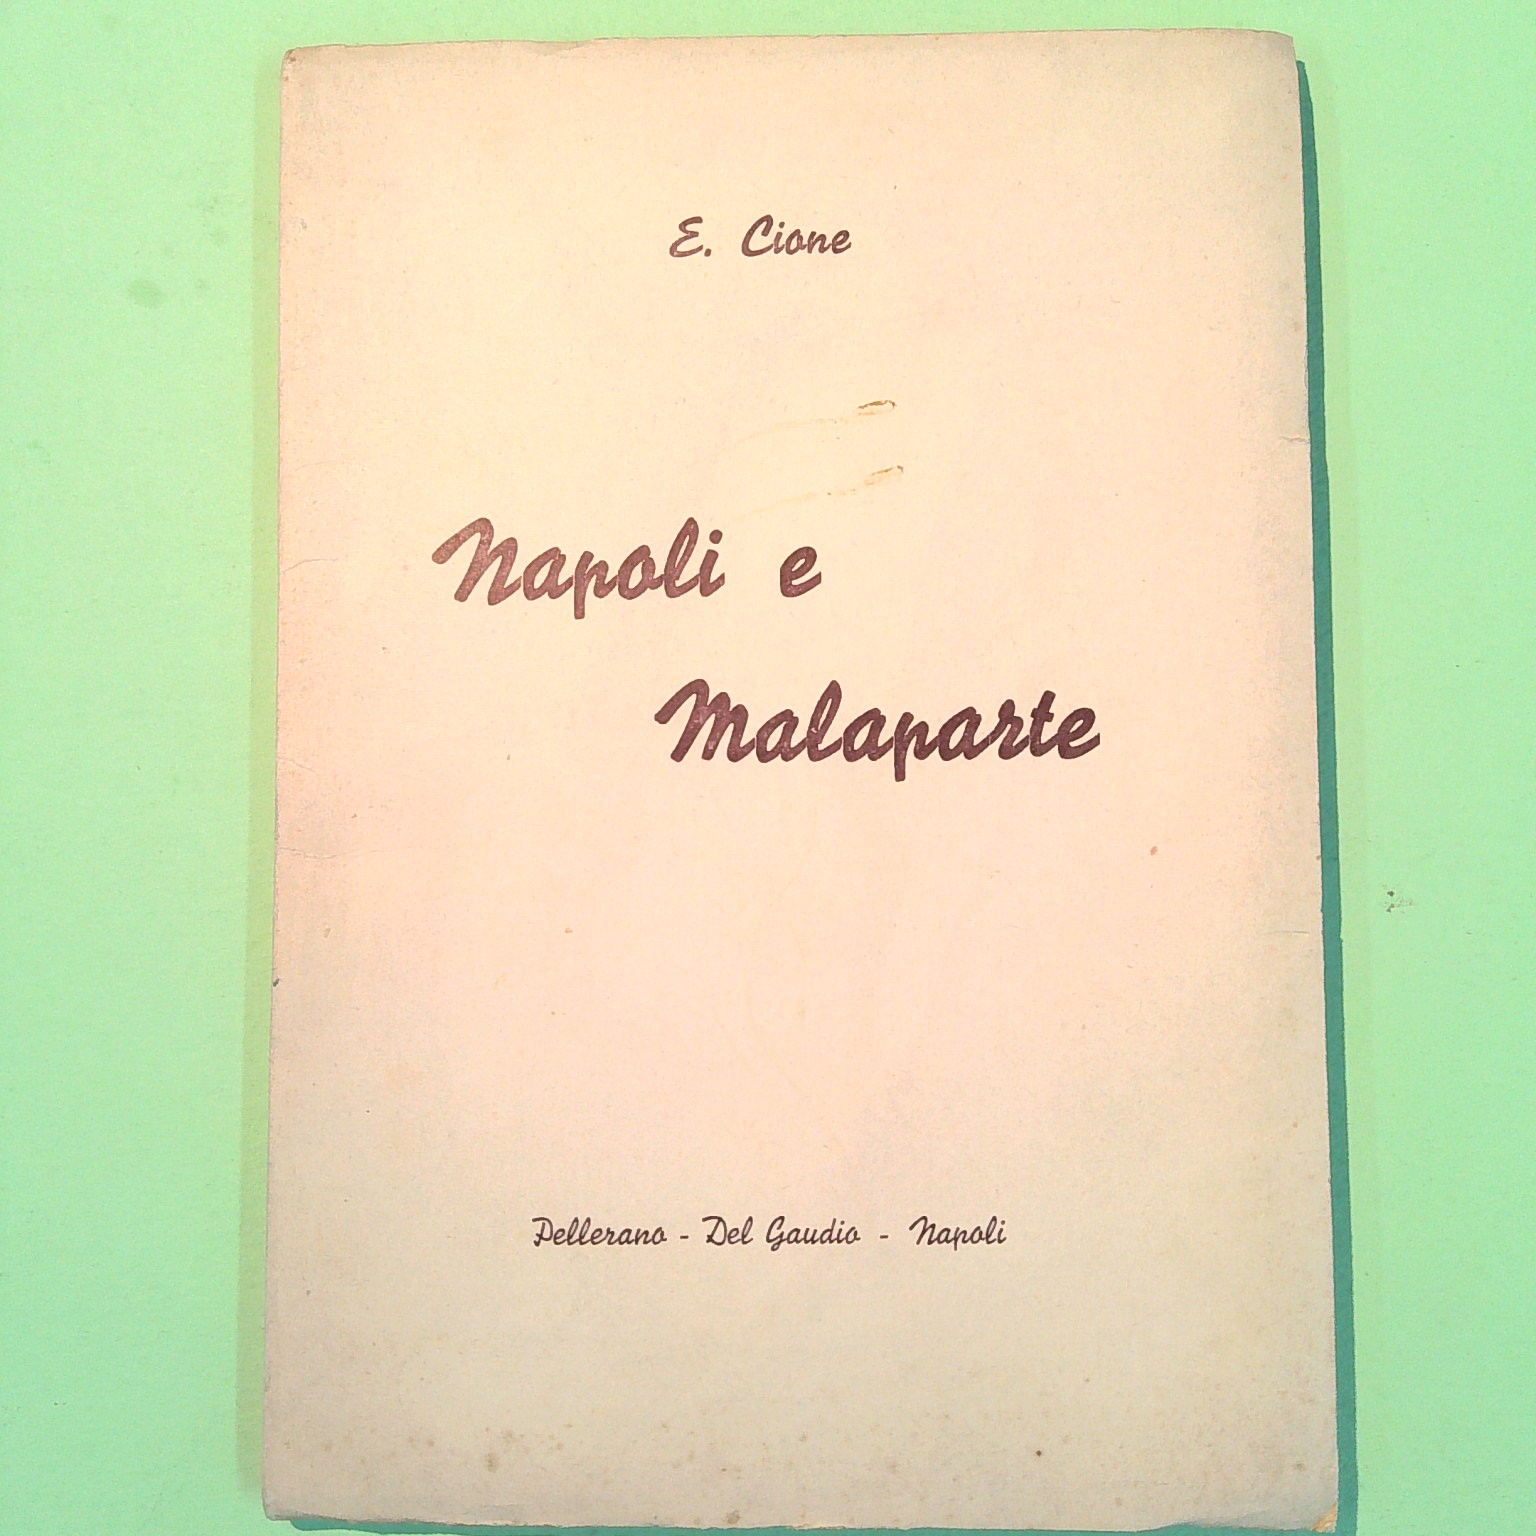 E. Cione
Napoli e
Malaparte
Pellerano - Del Gaudio - Napoli